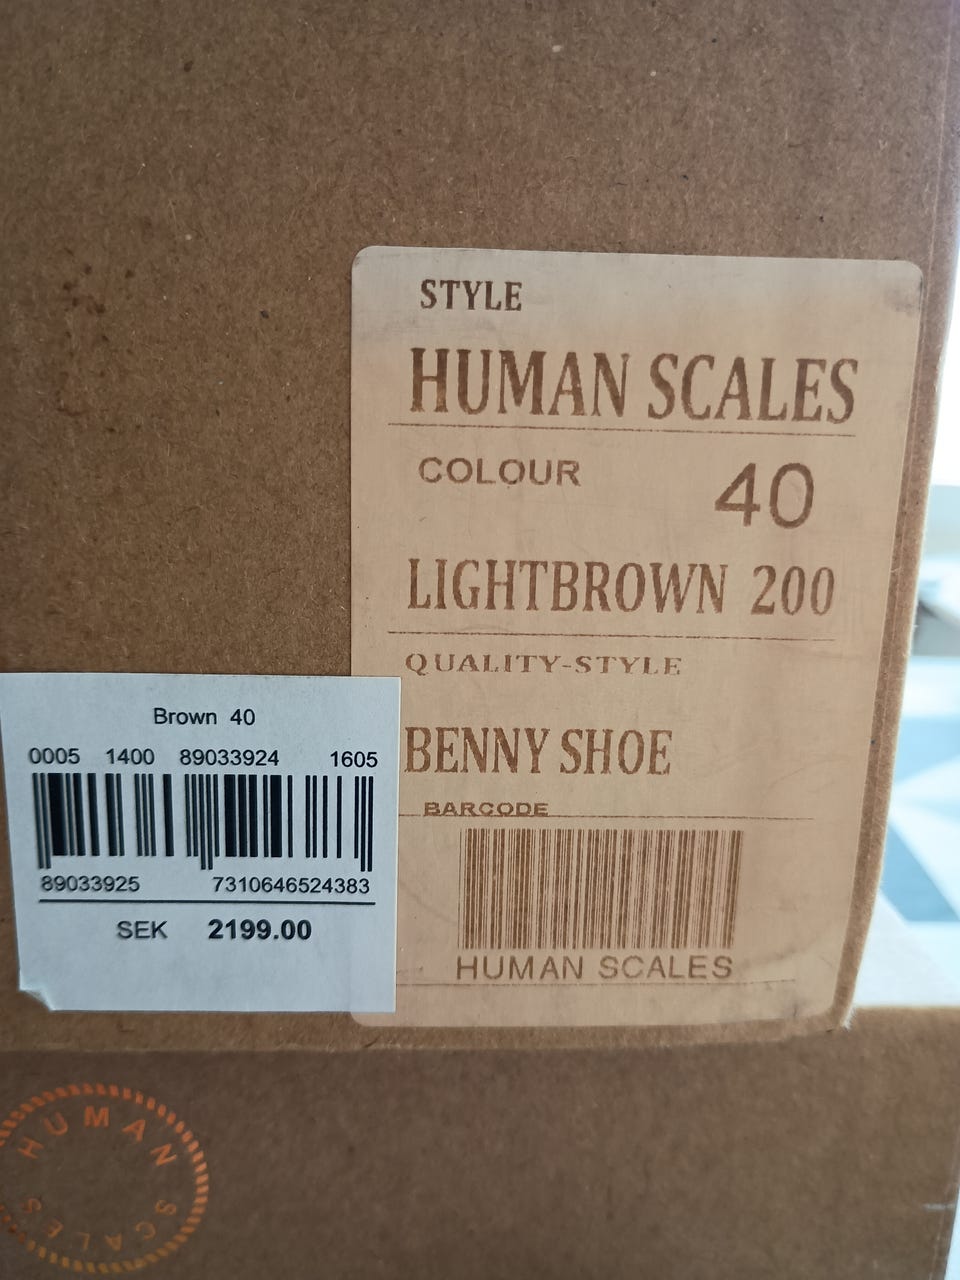 STYLE
HUMAN SCALES
COLOUR 40
LIGHTBROWN 200
QUALITY-STYLE
BENNY SHOE
BARCODE
HUMAN SCALES
Brown 40
0005 1400 89033924 1605
89033925 7310646524383
SEK 2199.00
HUMAN SCALES